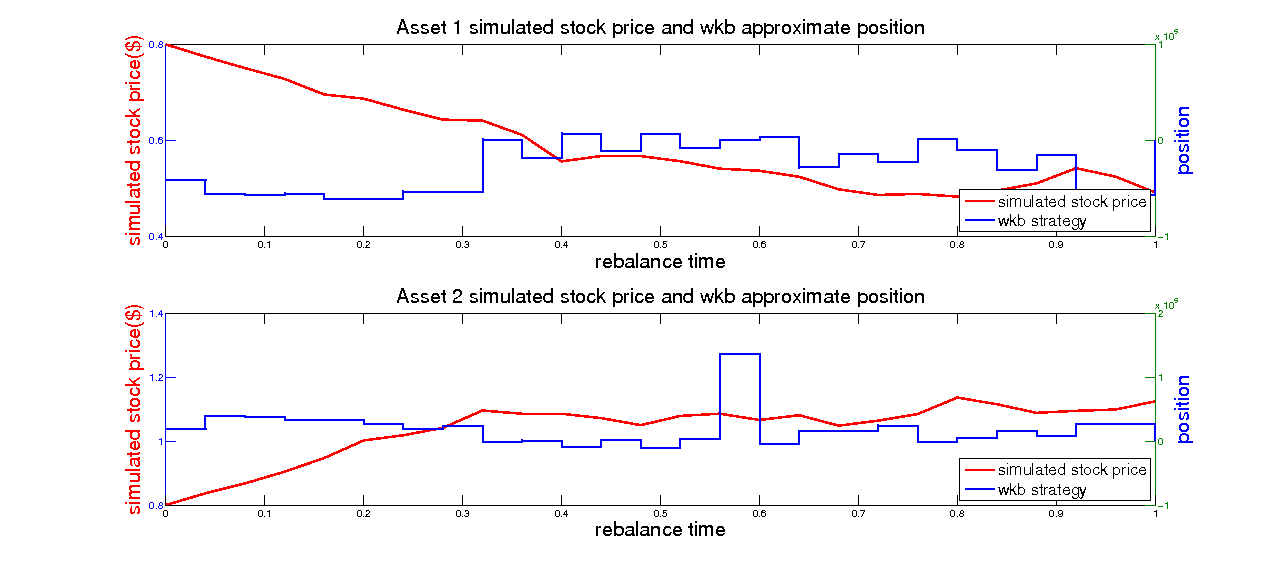 Asset 1 simulated stock price and wkb approximate position
x 10⁵
simulated stock price($)
0.8
0.6
0.4
1
0
−1
position
simulated stock price
wkb strategy
0 0.1 0.2 0.3 0.4 0.5 0.6 0.7 0.8 0.9 1
rebalance time
Asset 2 simulated stock price and wkb approximate position
x 10⁵
simulated stock price($)
1.4
1.2
1
0.8
2
1
0
−1
position
simulated stock price
wkb strategy
0 0.1 0.2 0.3 0.4 0.5 0.6 0.7 0.8 0.9 1
rebalance time